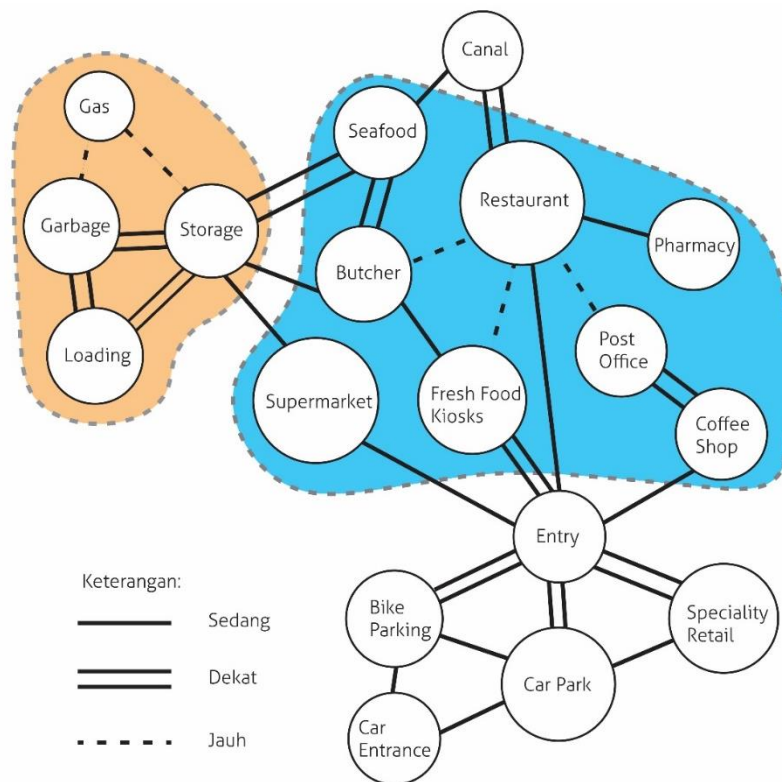 Canal
Gas
Seafood
Restaurant
Garbage
Storage
Pharmacy
Butcher
Loading
Post
Office
Supermarket
Fresh Food
Kiosks
Coffee
Shop
Entry
Keterangan:
Sedang
Dekat
Jauh
Bike
Parking
Speciality
Retail
Car Park
Car
Entrance